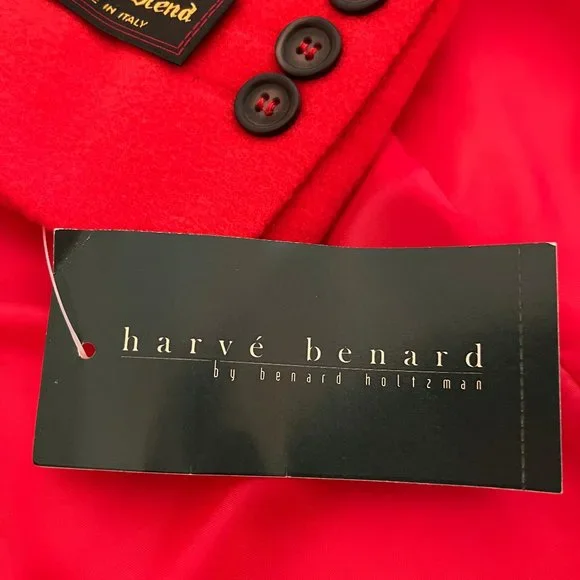 Blend
IN ITALY
harvé benard
by benard holtzman